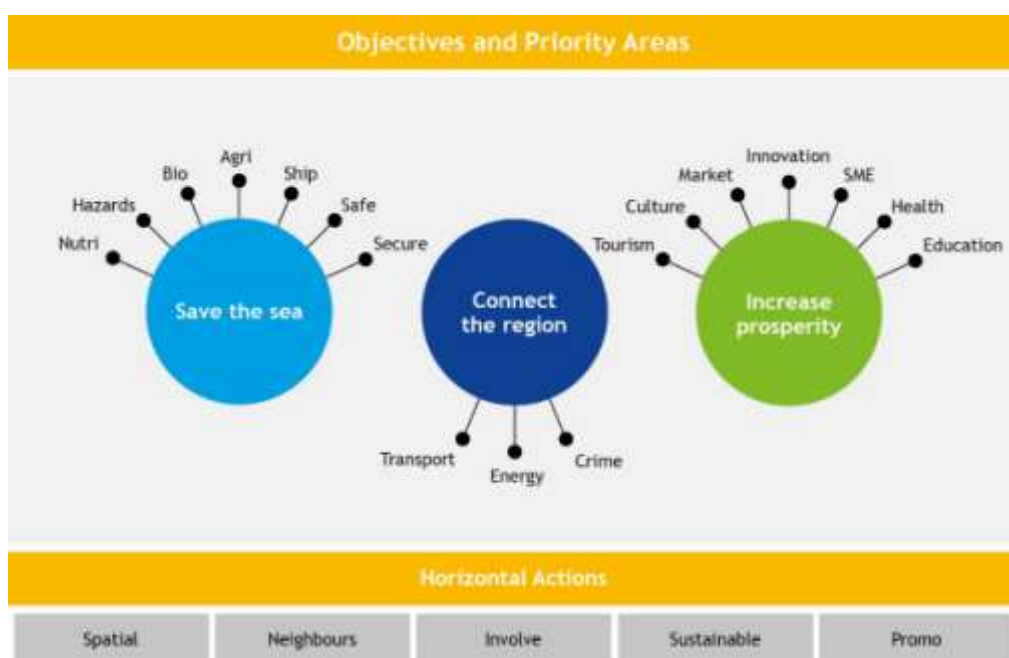 Objectives and Priority Areas
Nutri
Hazards
Bio
Agri
Ship
Safe
Secure
Save the sea
Connect
the region
Transport
Energy
Crime
Tourism
Culture
Market
Innovation
SME
Health
Education
Increase
prosperity
Horizontal Actions
Spatial
Neighbours
Involve
Sustainable
Promo